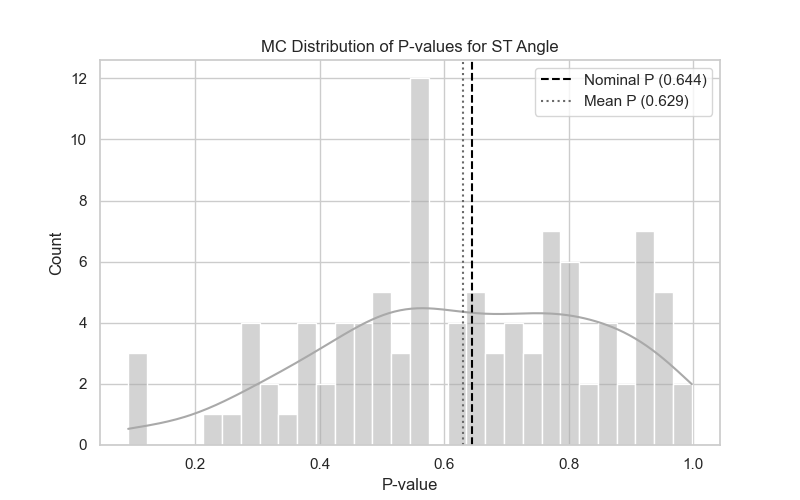 MC Distribution of P-values for ST Angle
Nominal P (0.644)
Mean P (0.629)
12
10
8
6
4
2
0
Count
0.2 0.4 0.6 0.8 1.0
P-value